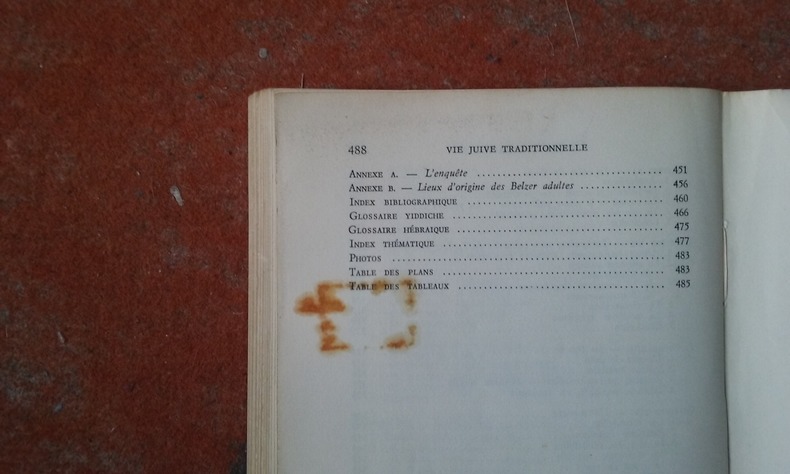 488 VIE JUIVE TRADITIONNELLE
ANNEXE A. — L'enquête .......................................... 451
ANNEXE B. — Lieux d'origine des Belzer adultes .................. 456
INDEX BIBLIOGRAPHIQUE .......................................... 460
GLOSSAIRE YIDDICHE .......................................... 466
GLOSSAIRE HÉBRAIQUE .......................................... 475
INDEX THÉMATIQUE .......................................... 477
PHOTOS .......................................... 483
TABLE DES PLANS .......................................... 483
TABLE DES TABLEAUX .......................................... 485